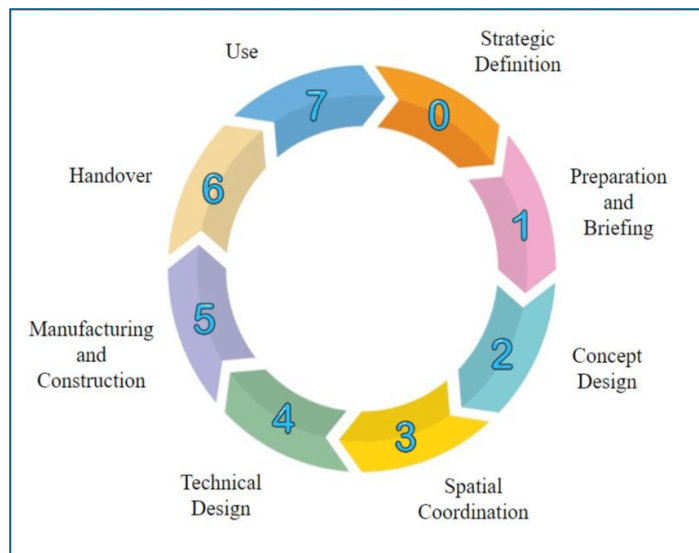 0
Strategic
Definition
1
Preparation
and
Briefing
2
Concept
Design
3
Spatial
Coordination
4
Technical
Design
5
Manufacturing
and
Construction
6
Handover
7
Use